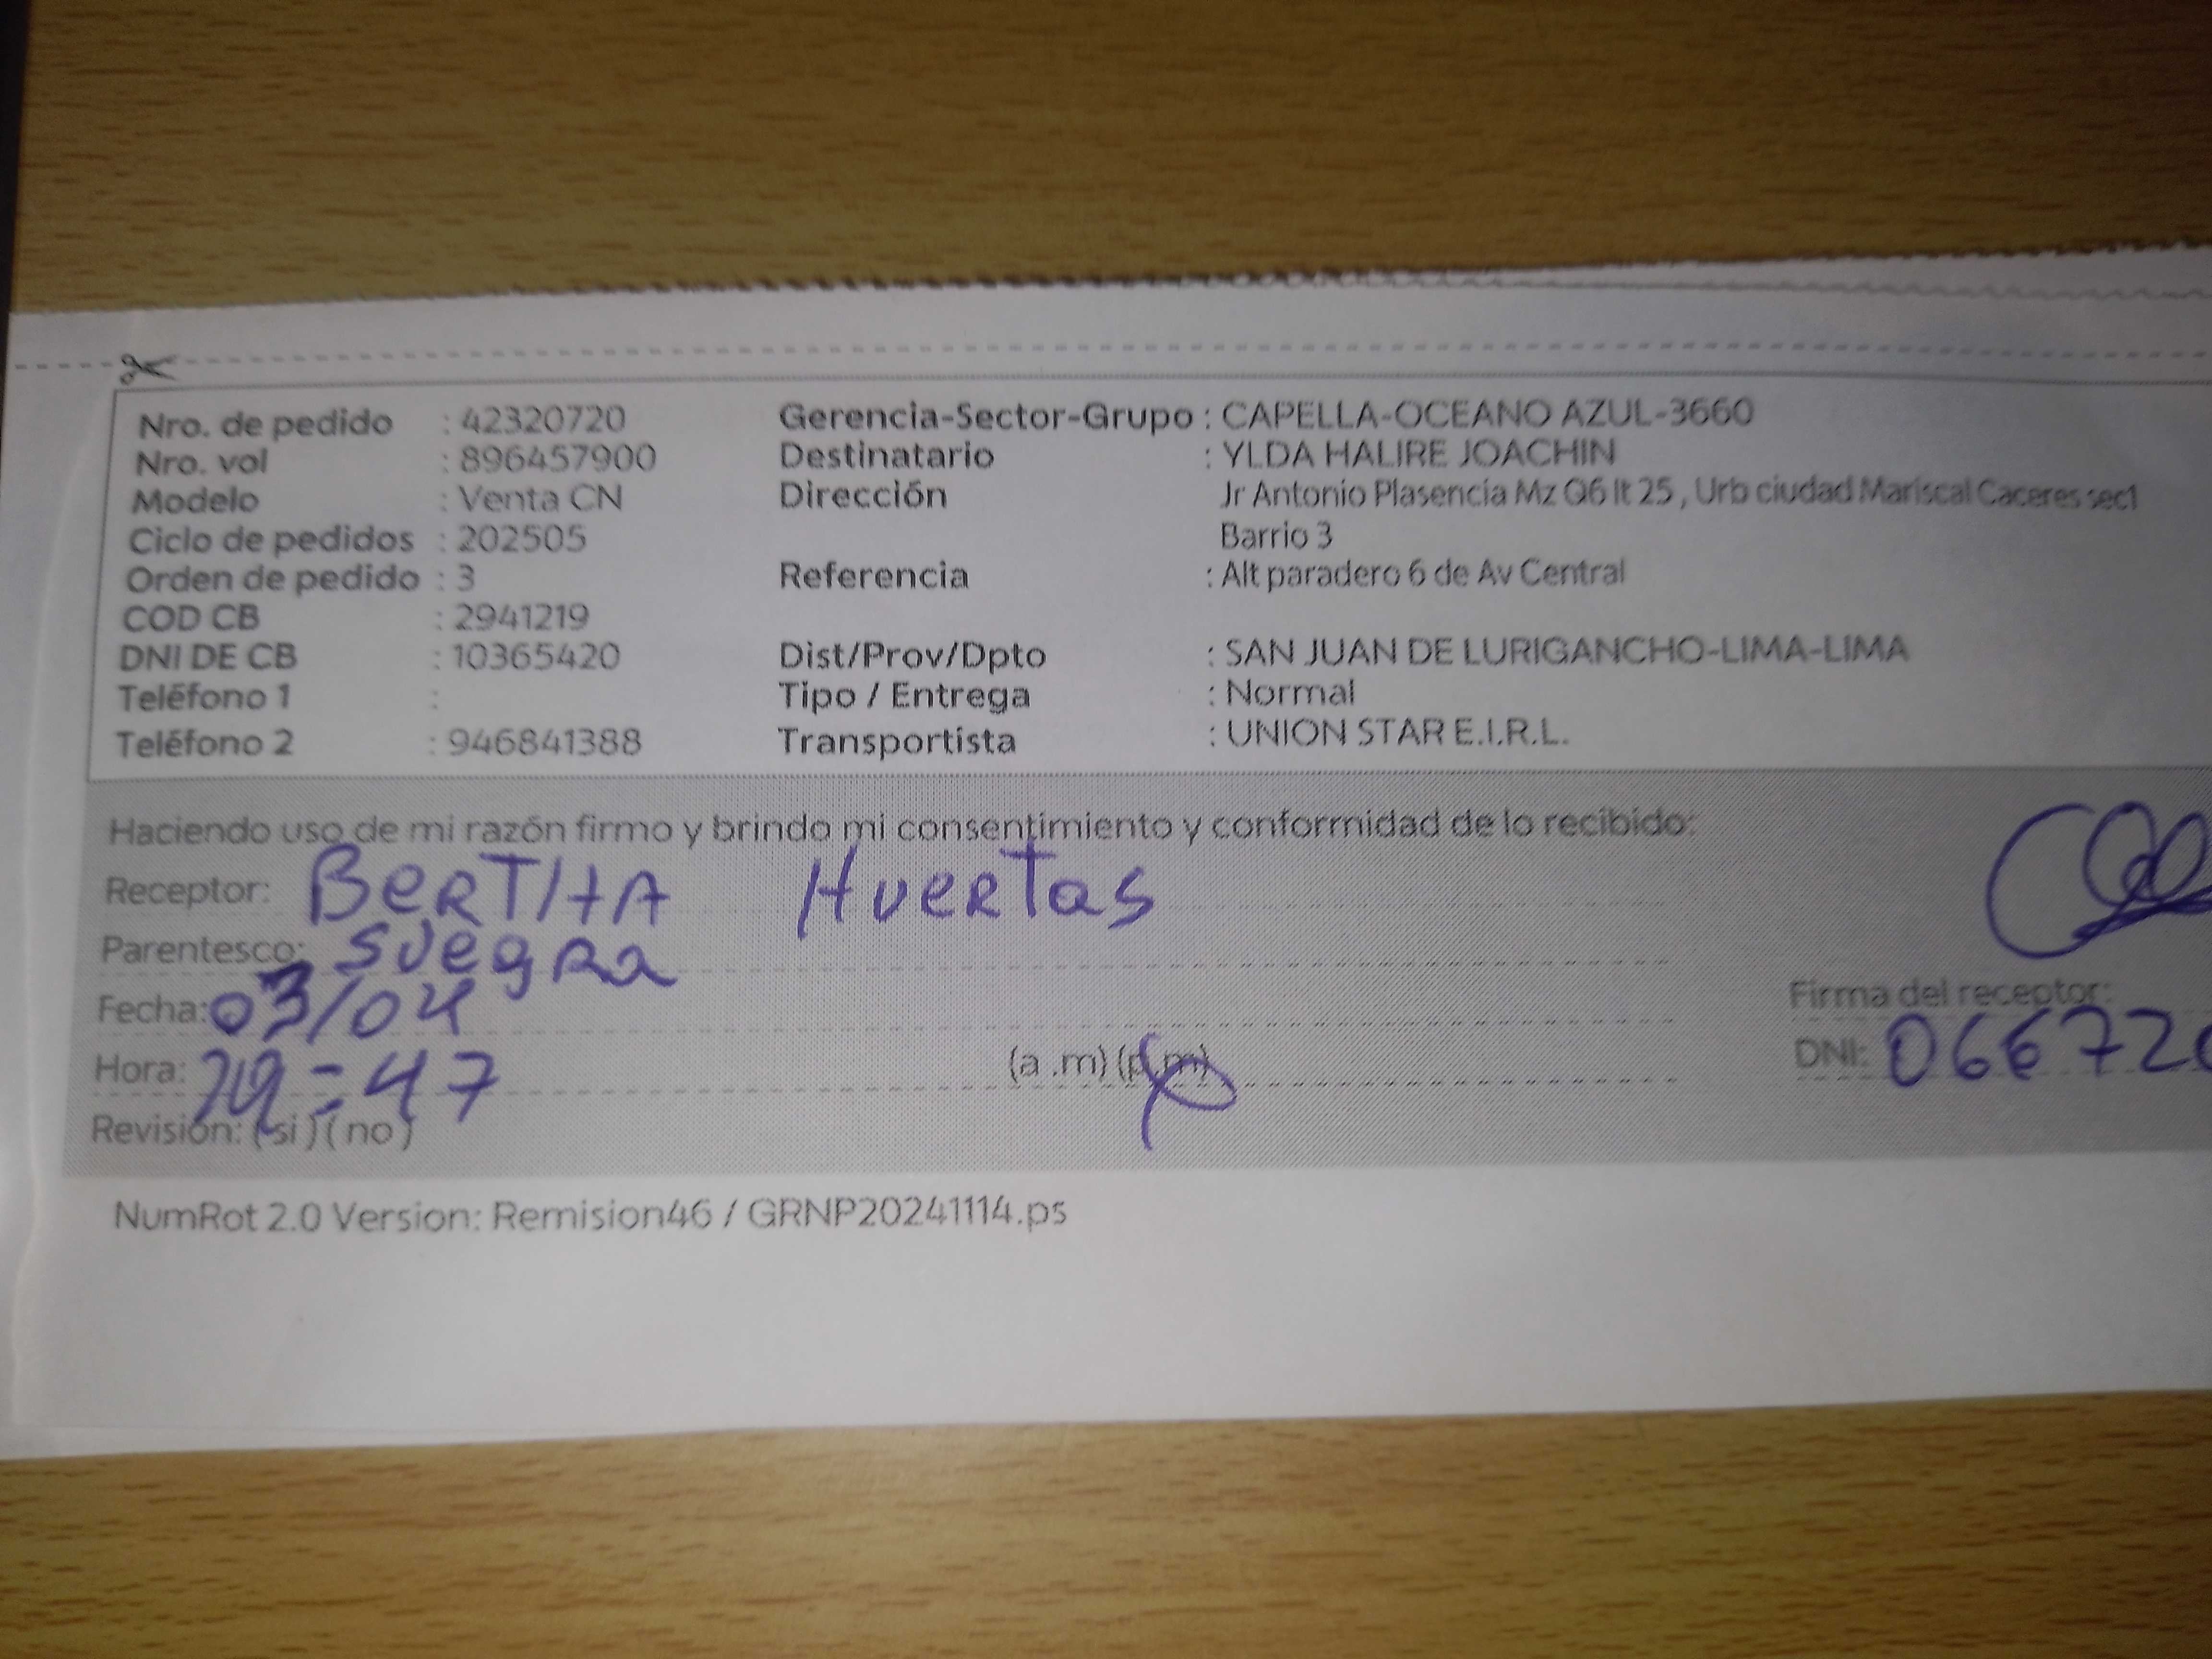 Nro. de pedido : 42320720 Gerencia-Sector-Grupo : CAPELLA-OCEANO AZUL-3660
Nro. vol : 896457900 Destinatario : YLDA HALIRE JOACHIN
Modelo : Venta CN Dirección Jr Antonio Plasencia Mz Q6 lt 25 , Urb ciudad Mariscal Caceres sec1
Ciclo de pedidos : 202505 Barrio 3
Orden de pedido : 3 Referencia : Alt paradero 6 de Av Central
COD CB : 2941219
DNI DE CB : 10365420 Dist/Prov/Dpto : SAN JUAN DE LURIGANCHO-LIMA-LIMA
Teléfono 1 : Tipo / Entrega : Normal
Teléfono 2 : 946841388 Transportista : UNION STAR E.I.R.L.
Haciendo uso de mi razón firmo y brindo mi consentimiento y conformidad de lo recibido:
Receptor: BERTHA HUERTAS
Parentesco: Suegra
Fecha: 03/04 Firma del receptor:
Hora: :47 (a .m) (p.m) DNI: 06672
Revisión: ( si ) ( no )
NumRot 2.0 Version: Remision46 / GRNP20241114.ps